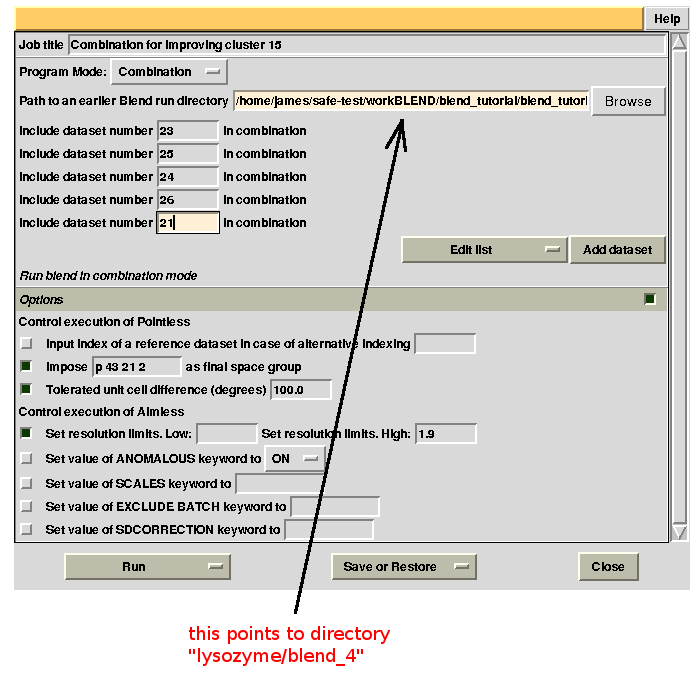 Help
Job title Combination for improving cluster 15
Program Mode: Combination
Path to an earlier Blend run directory /home/james/safe-test/workBLEND/blend_tutorial/blend_tutori Browse
Include dataset number 23 in combination
Include dataset number 25 in combination
Include dataset number 24 in combination
Include dataset number 26 in combination
Include dataset number 21 in combination
Edit list Add dataset
Run blend in combination mode
Options
Control execution of Pointless
Input index of a reference dataset in case of alternative indexing
Impose p 43 21 2 as final space group
Tolerated unit cell difference (degrees) 100.0
Control execution of Aimless
Set resolution limits. Low: Set resolution limits. High: 1.9
Set value of ANOMALOUS keyword to ON
Set value of SCALES keyword to
Set value of EXCLUDE BATCH keyword to
Set value of SDCORRECTION keyword to
Run Save or Restore Close
this points to directory
"lysozyme/blend_4"